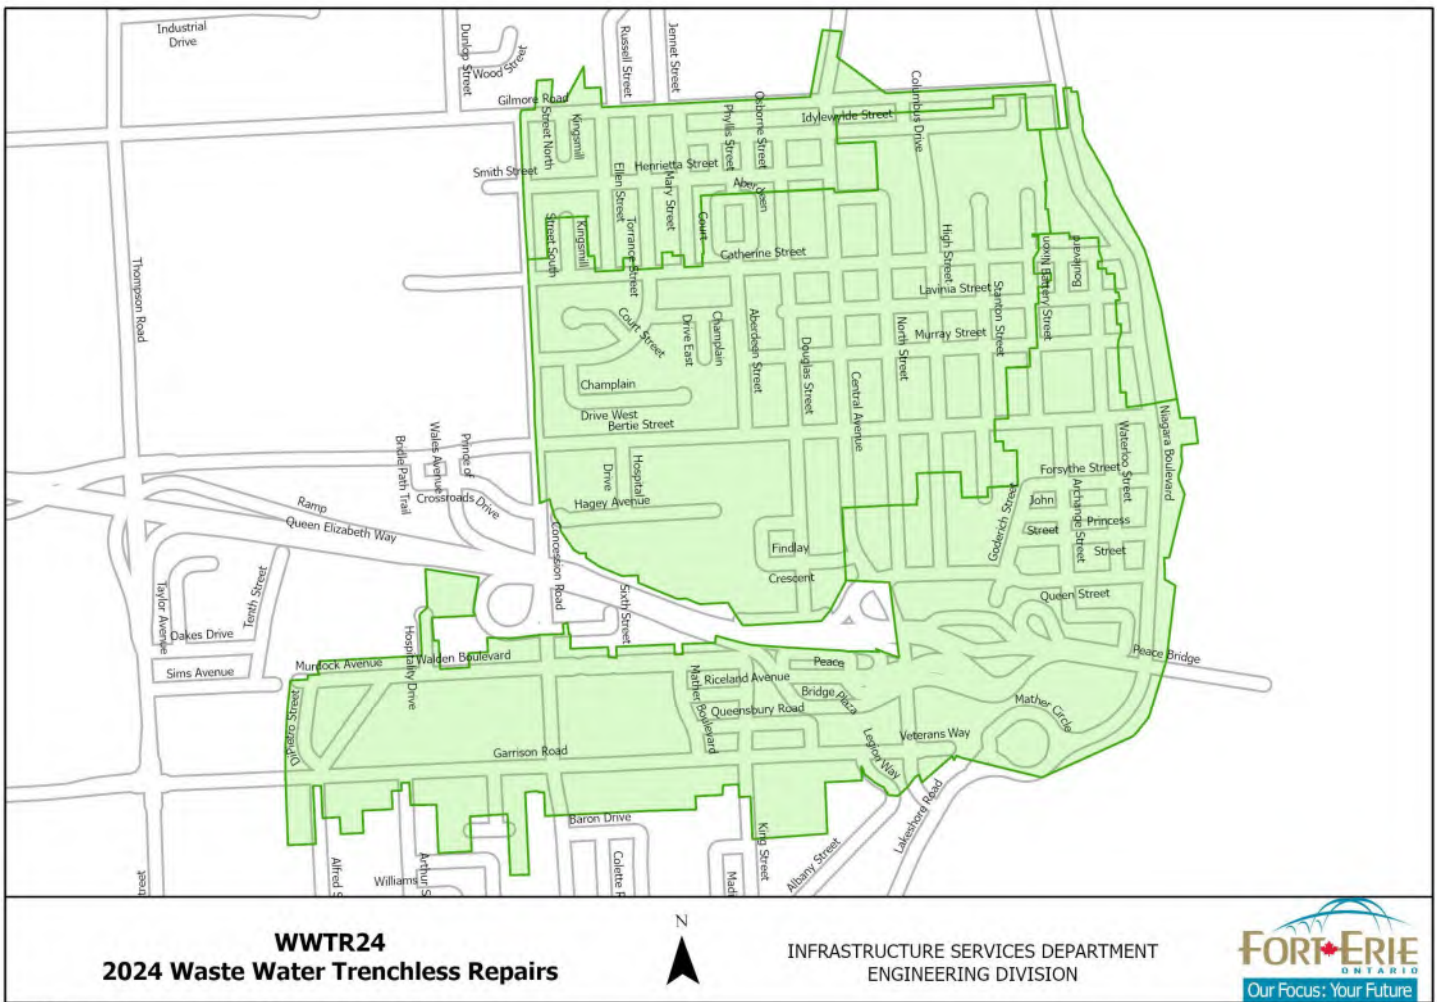 Industrial
Drive
Dunlop Street
Wood Street
Russell Street
Jennet Street
Gilmore Road
Street North
Kingsmill
Phyllis Street
Osborne Street
Idylewylde Street
Columbus Drive
Smith Street
Ellen Street
Henrietta Street
Mary Street
Aberdeen
Street South
Kingsmill
Torrance Street
Court
Catherine Street
High Street
Nixon
Battery Street
Boulevard
Thompson Road
Lavinia Street
Stanton Street
Court Street
Drive East
Champlain
Aberdeen Street
Douglas Street
North Street
Murray Street
Champlain
Drive West
Central Avenue
Bertie Street
Niagara Boulevard
Waterloo Street
Bridle Path Trail
Wales Avenue
Prince of
Crossroads Drive
Drive
Hospital
Hagey Avenue
Forsythe Street
John
Street
Archange Street
Princess
Street
Goderich Street
Ramp
Queen Elizabeth Way
Concession Road
Findlay
Crescent
Queen Street
Taylor Avenue
Tenth Street
Oakes Drive
Sims Avenue
Sixth Street
Hospitality Drive
Murdock Avenue
Walden Boulevard
Peace
Bridge Plaza
Peace Bridge
Mather Boulevard
Riceland Avenue
Queensbury Road
Mather Circle
DiPietro Street
Garrison Road
Legion Way
Veterans Way
Baron Drive
King Street
Albany Street
Lakeshore Road
treet
Alfred S
Williams
Arthur S
Colette
Madi
WWTR24
2024 Waste Water Trenchless Repairs
N
INFRASTRUCTURE SERVICES DEPARTMENT
ENGINEERING DIVISION
FORT ERIE
ONTARIO
Our Focus: Your Future